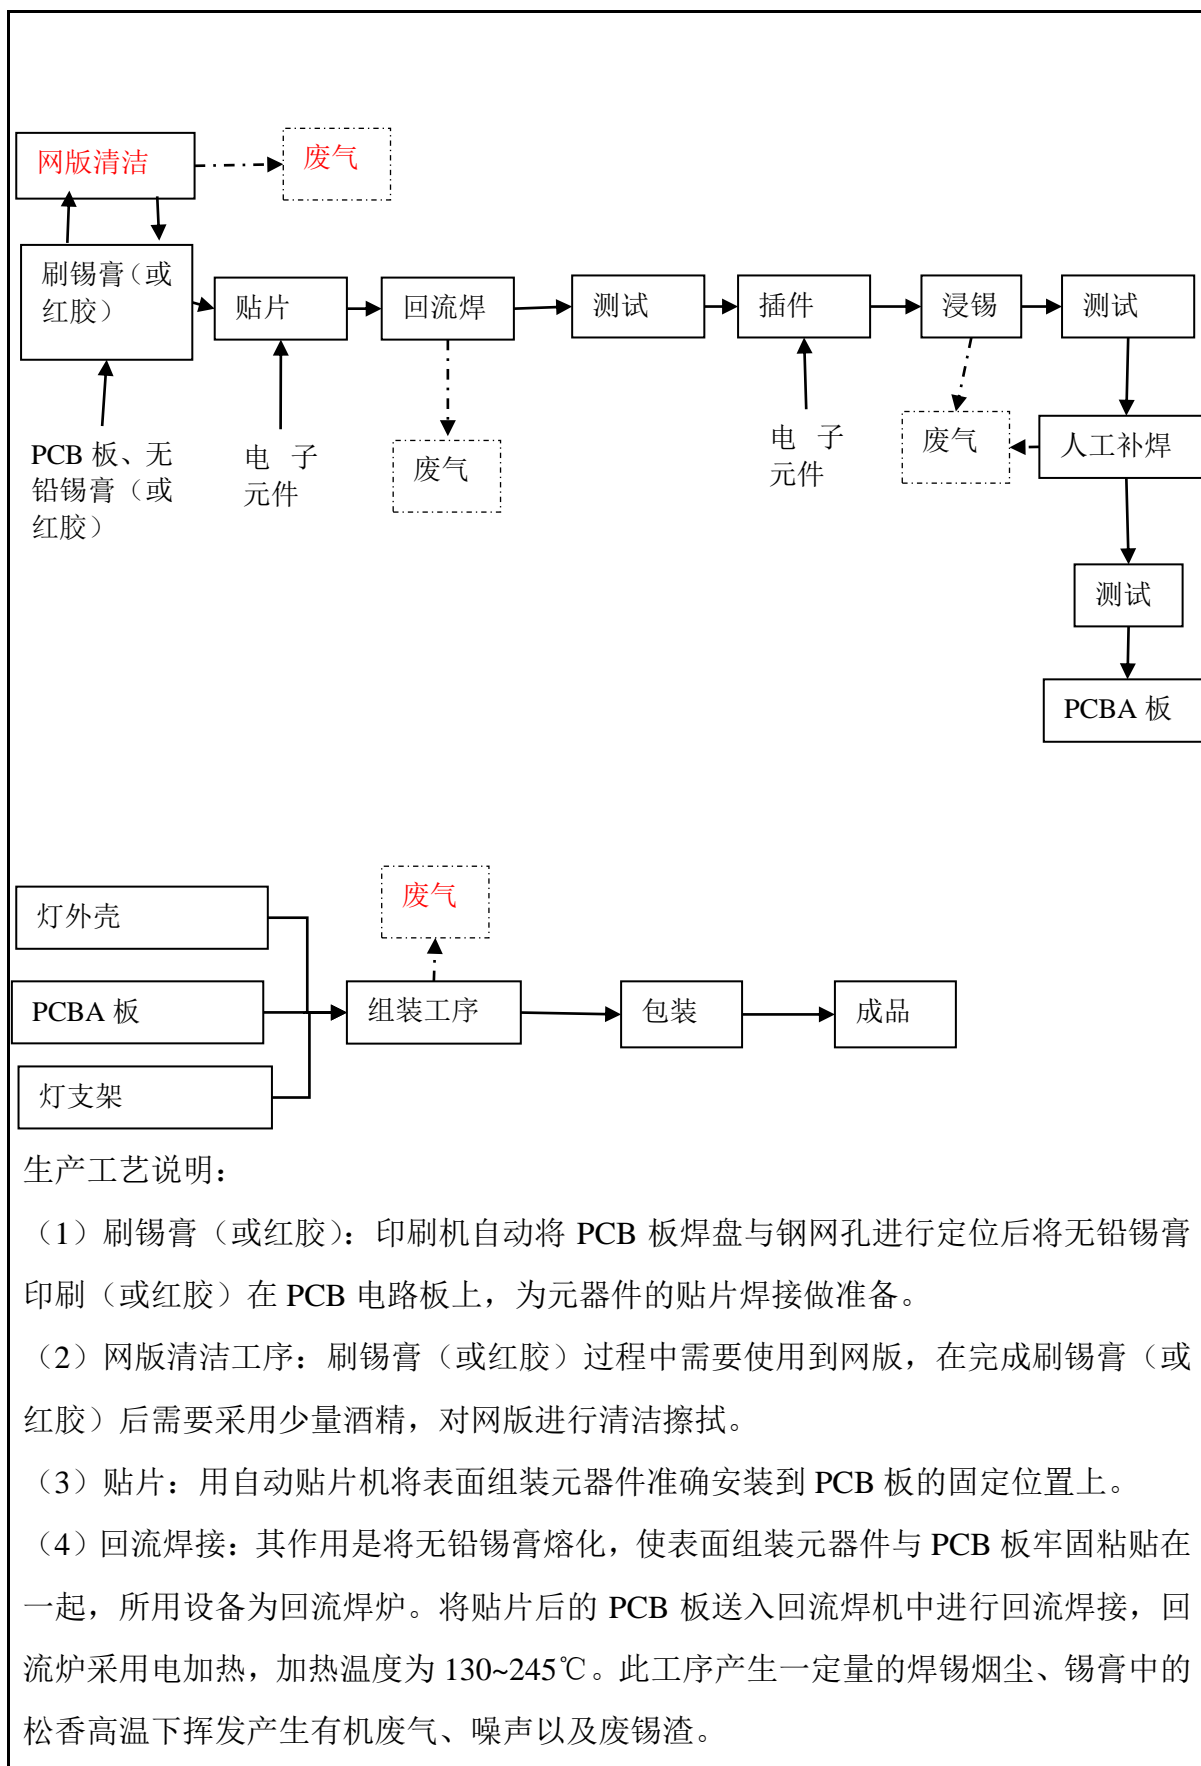 网版清洁
废气
刷锡膏（或
红胶）
贴片
回流焊
测试
插件
浸锡
测试
PCB 板、无
铅锡膏（或
红胶）
电 子
元件
废气
电 子
元件
废气
人工补焊
测试
PCBA 板
废气
灯外壳
PCBA 板
组装工序
包装
成品
灯支架
生产工艺说明：
（1）刷锡膏（或红胶）：印刷机自动将 PCB 板焊盘与钢网孔进行定位后将无铅锡膏
印刷（或红胶）在 PCB 电路板上，为元器件的贴片焊接做准备。
（2）网版清洁工序：刷锡膏（或红胶）过程中需要使用到网版，在完成刷锡膏（或
红胶）后需要采用少量酒精，对网版进行清洁擦拭。
（3）贴片：用自动贴片机将表面组装元器件准确安装到 PCB 板的固定位置上。
（4）回流焊接：其作用是将无铅锡膏熔化，使表面组装元器件与 PCB 板牢固粘贴在
一起，所用设备为回流焊炉。将贴片后的 PCB 板送入回流焊机中进行回流焊接，回
流炉采用电加热，加热温度为 130~245℃。此工序产生一定量的焊锡烟尘、锡膏中的
松香高温下挥发产生有机废气、噪声以及废锡渣。